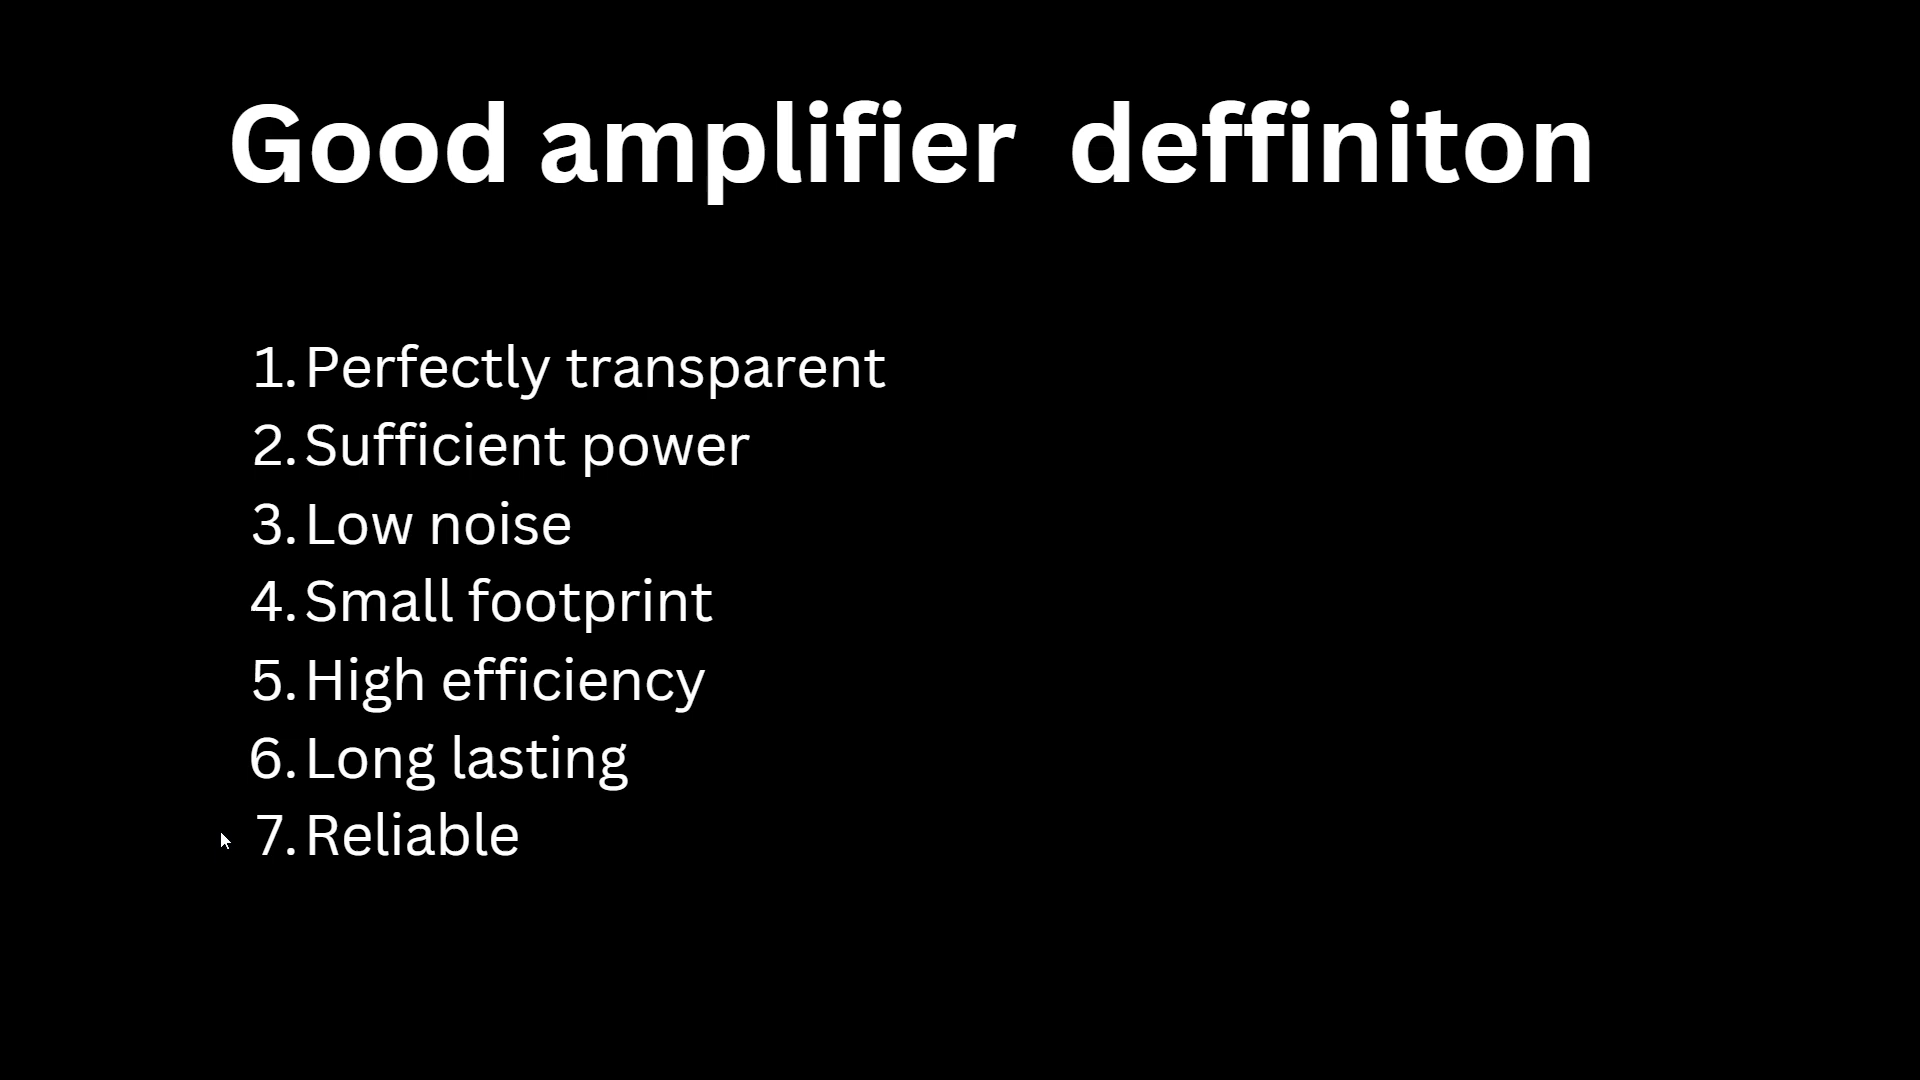 Good amplifier  deffiniton
1. Perfectly transparent
2. Sufficient power
3. Low noise
4. Small footprint
5. High efficiency
6. Long lasting
7. Reliable